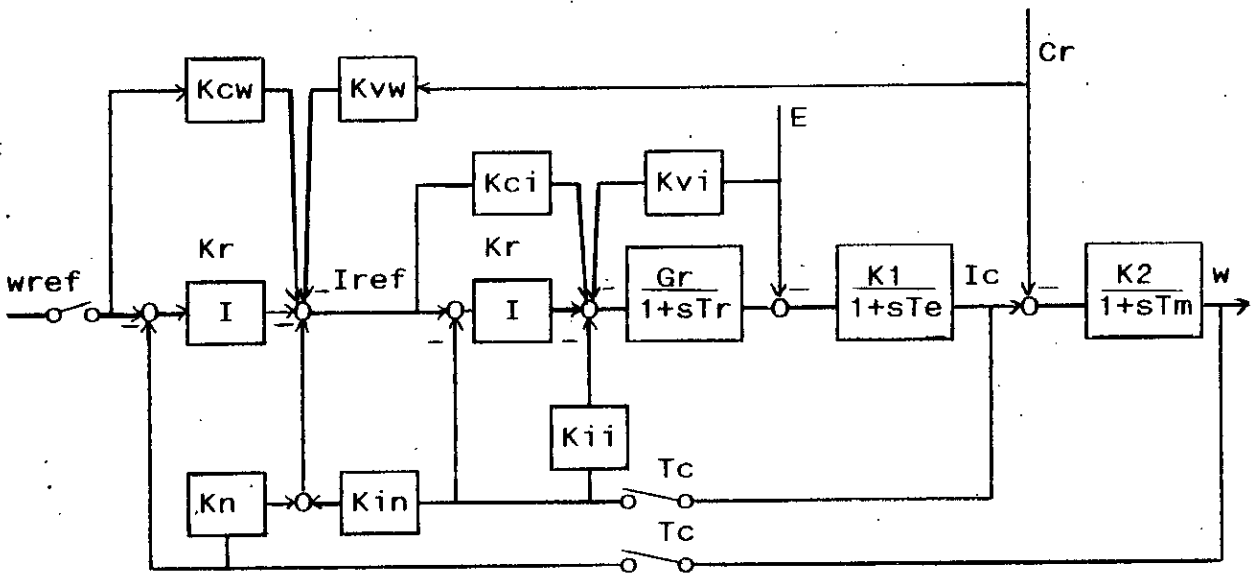 Cr
Kcw
Kvw
E
Kci
Kvi
Kr
Kr
wref
I
-
-
-
Iref
I
-
-
-
Gr
1+sTr
-
K1
1+sTe
Ic
-
K2
1+sTm
w
Kii
Tc
Kn
Kin
Tc